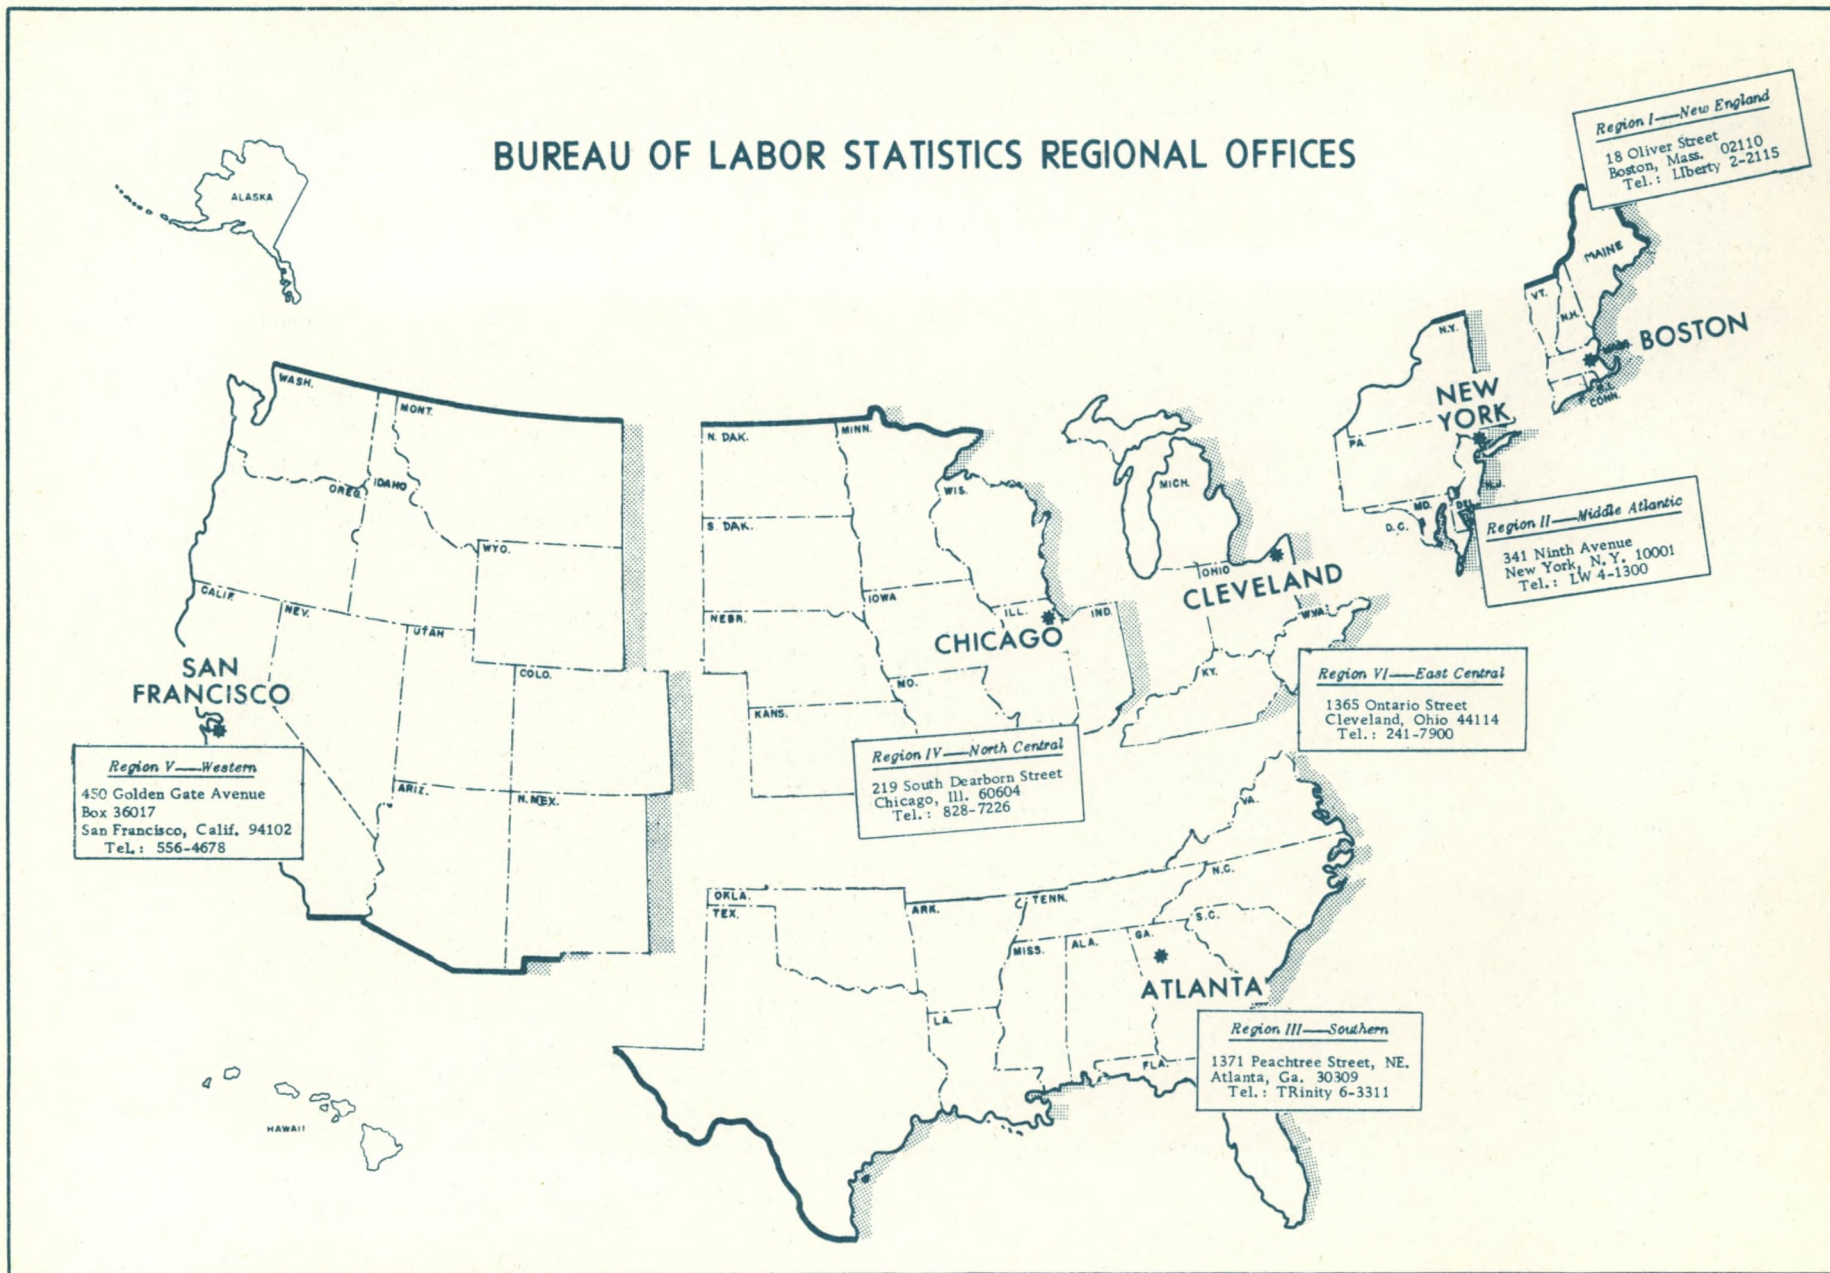 BUREAU OF LABOR STATISTICS REGIONAL OFFICES
ALASKA
Region I—New England
18 Oliver Street
Boston, Mass. 02110
Tel.: LIberty 2-2115
MAINE
VT.
N.H.
BOSTON
R.I.
CONN.
N.Y.
NEW
YORK
PA.
N.J.
MD.
DEL.
D.C.
Region II—Middle Atlantic
341 Ninth Avenue
New York, N. Y. 10001
Tel.: LW 4-1300
WASH.
MONT.
OREG.
IDAHO
WYO.
CALIF.
NEV.
UTAH
COLO.
ARIZ.
N. MEX.
SAN
FRANCISCO
Region V—Western
450 Golden Gate Avenue
Box 36017
San Francisco, Calif. 94102
Tel.: 556-4678
N. DAK.
MINN.
S. DAK.
WIS.
IOWA
NEBR.
ILL.
IND.
CHICAGO
MO.
KANS.
Region IV—North Central
219 South Dearborn Street
Chicago, Ill. 60604
Tel.: 828-7226
MICH.
OHIO
CLEVELAND
W.VA.
KY.
Region VI—East Central
1365 Ontario Street
Cleveland, Ohio 44114
Tel.: 241-7900
VA.
N.C.
OKLA.
TEX.
ARK.
TENN.
S.C.
MISS.
ALA.
GA.
ATLANTA
LA.
FLA.
Region III—Southern
1371 Peachtree Street, NE.
Atlanta, Ga. 30309
Tel.: TRinity 6-3311
HAWAII